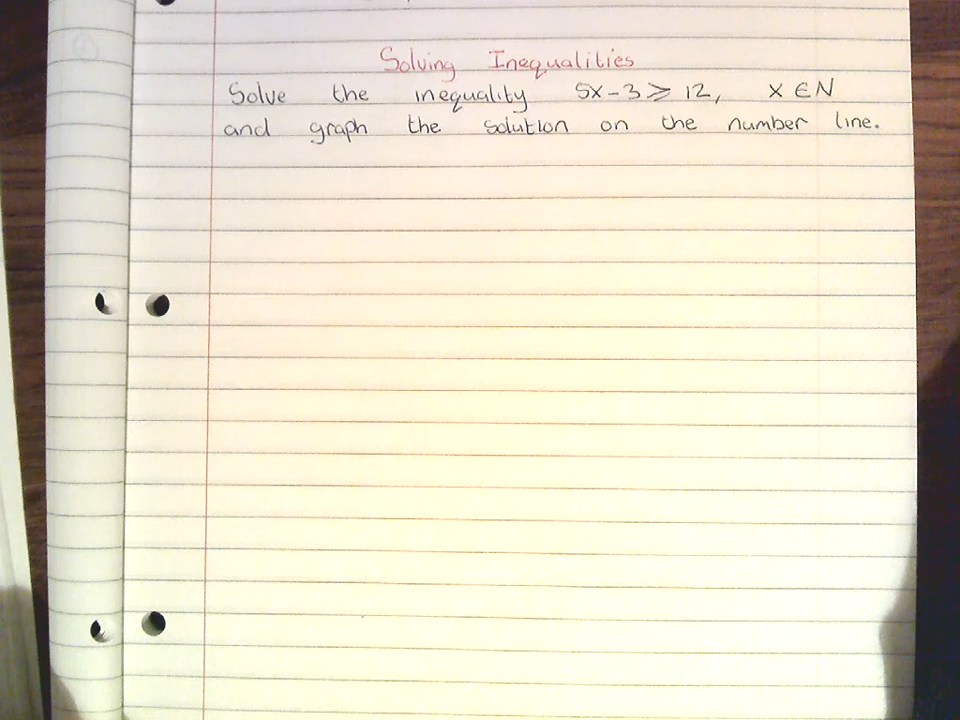 Solving Inequalities
Solve the inequality 5x - 3 ⩾ 12, x ∈ N
and graph the solution on the number line.